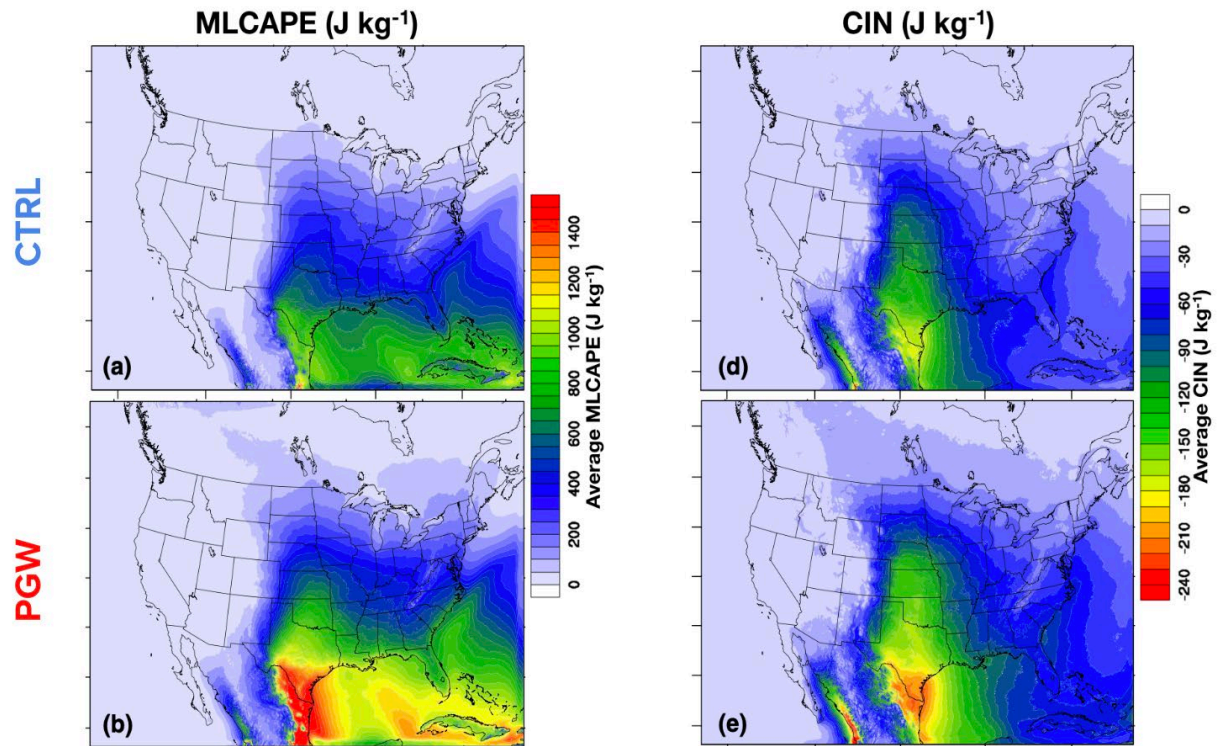 MLCAPE (J kg⁻¹)
CIN (J kg⁻¹)
CTRL
PGW
(a)
(b)
(d)
(e)
0
200
400
600
800
1000
1200
1400
Average MLCAPE (J kg⁻¹)
0
-30
-60
-90
-120
-150
-180
-210
-240
Average CIN (J kg⁻¹)